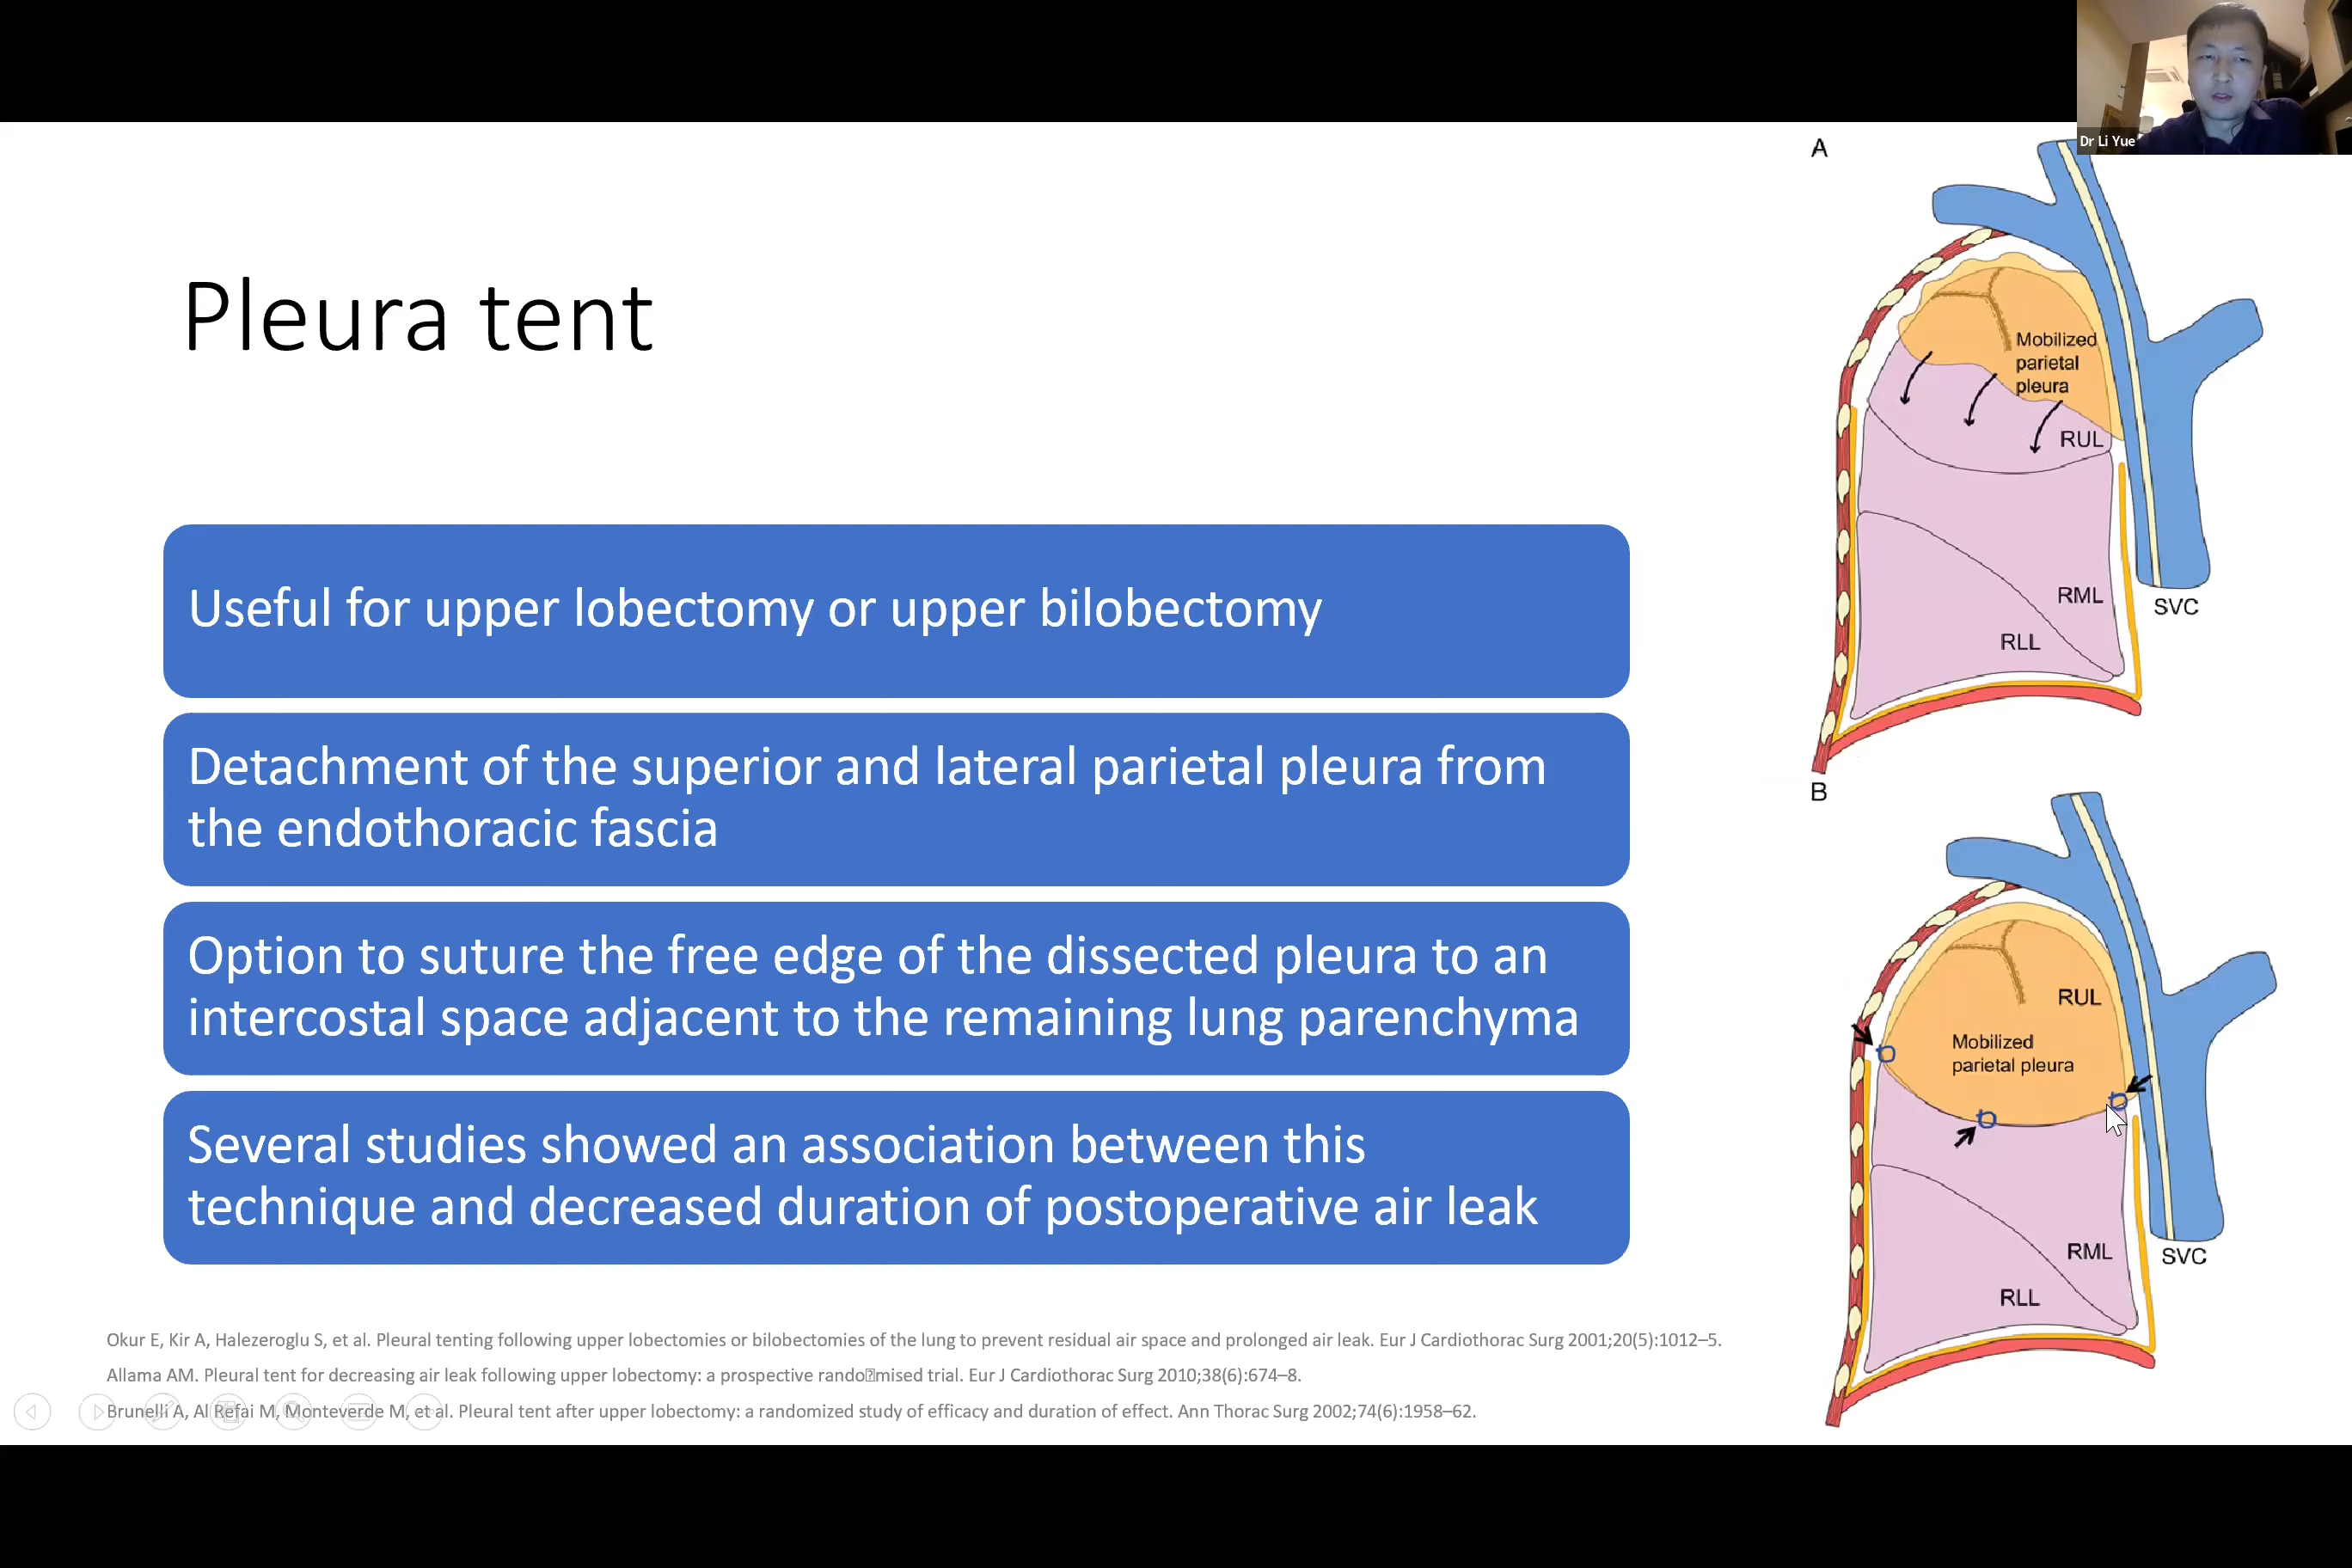 Dr Li Yue
Pleura tent
Useful for upper lobectomy or upper bilobectomy
Detachment of the superior and lateral parietal pleura from
the endothoracic fascia
Option to suture the free edge of the dissected pleura to an
intercostal space adjacent to the remaining lung parenchyma
Several studies showed an association between this
technique and decreased duration of postoperative air leak
Okur E, Kir A, Halezeroglu S, et al. Pleural tenting following upper lobectomies or bilobectomies of the lung to prevent residual air space and prolonged air leak. Eur J Cardiothorac Surg 2001;20(5):1012–5.
Allama AM. Pleural tent for decreasing air leak following upper lobectomy: a prospective rando�mised trial. Eur J Cardiothorac Surg 2010;38(6):674–8.
Brunelli A, Al Refai M, Monteverde M, et al. Pleural tent after upper lobectomy: a randomized study of efficacy and duration of effect. Ann Thorac Surg 2002;74(6):1958–62.
A
Mobilized
parietal
pleura
RUL
RML
SVC
RLL
B
RUL
Mobilized
parietal pleura
RML
SVC
RLL